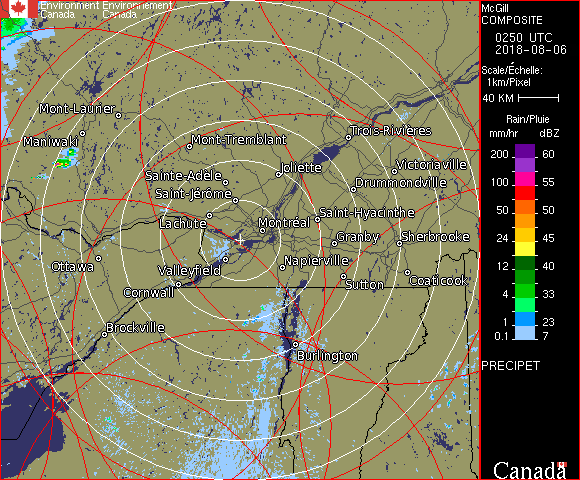 Environment Environnement
Canada Canada
McGill
COMPOSITE
0250 UTC
2018-08-06
Scale/Échelle:
1km/Pixel
40 KM
Rain/Pluie
mm/hr dBZ
200 60
100 55
50 50
24 45
12 40
4 33
2 30
1 23
0.1 7
PRECIPET
Canada
Mont-Laurier
Maniwaki
Mont-Tremblant
Trois-Rivières
Joliette
Victoriaville
Sainte-Adèle
Drummondville
Saint-Jérôme
Lachute
Saint-Hyacinthe
Montréal
Granby
Sherbrooke
Ottawa
Valleyfield
Napierville
Cornwall
Sutton
Coaticook
Brockville
Burlington